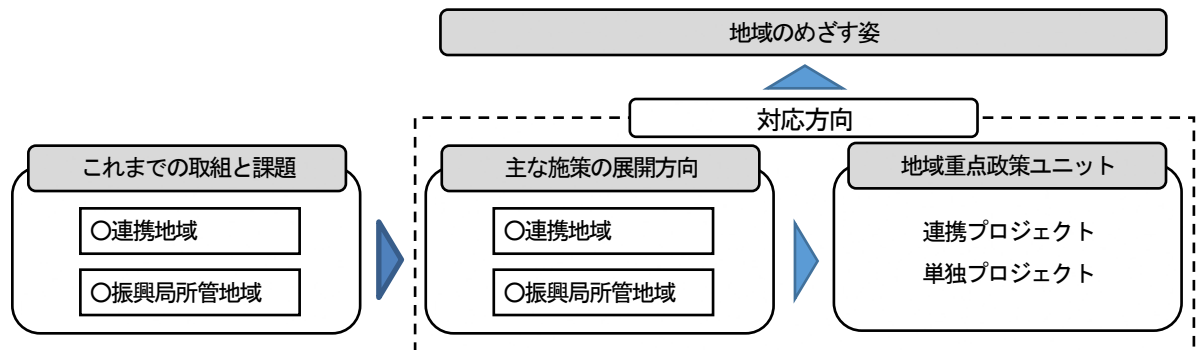 地域のめざす姿
対応方向
これまでの取組と課題
○連携地域
○振興局所管地域
主な施策の展開方向
○連携地域
○振興局所管地域
地域重点政策ユニット
連携プロジェクト
単独プロジェクト